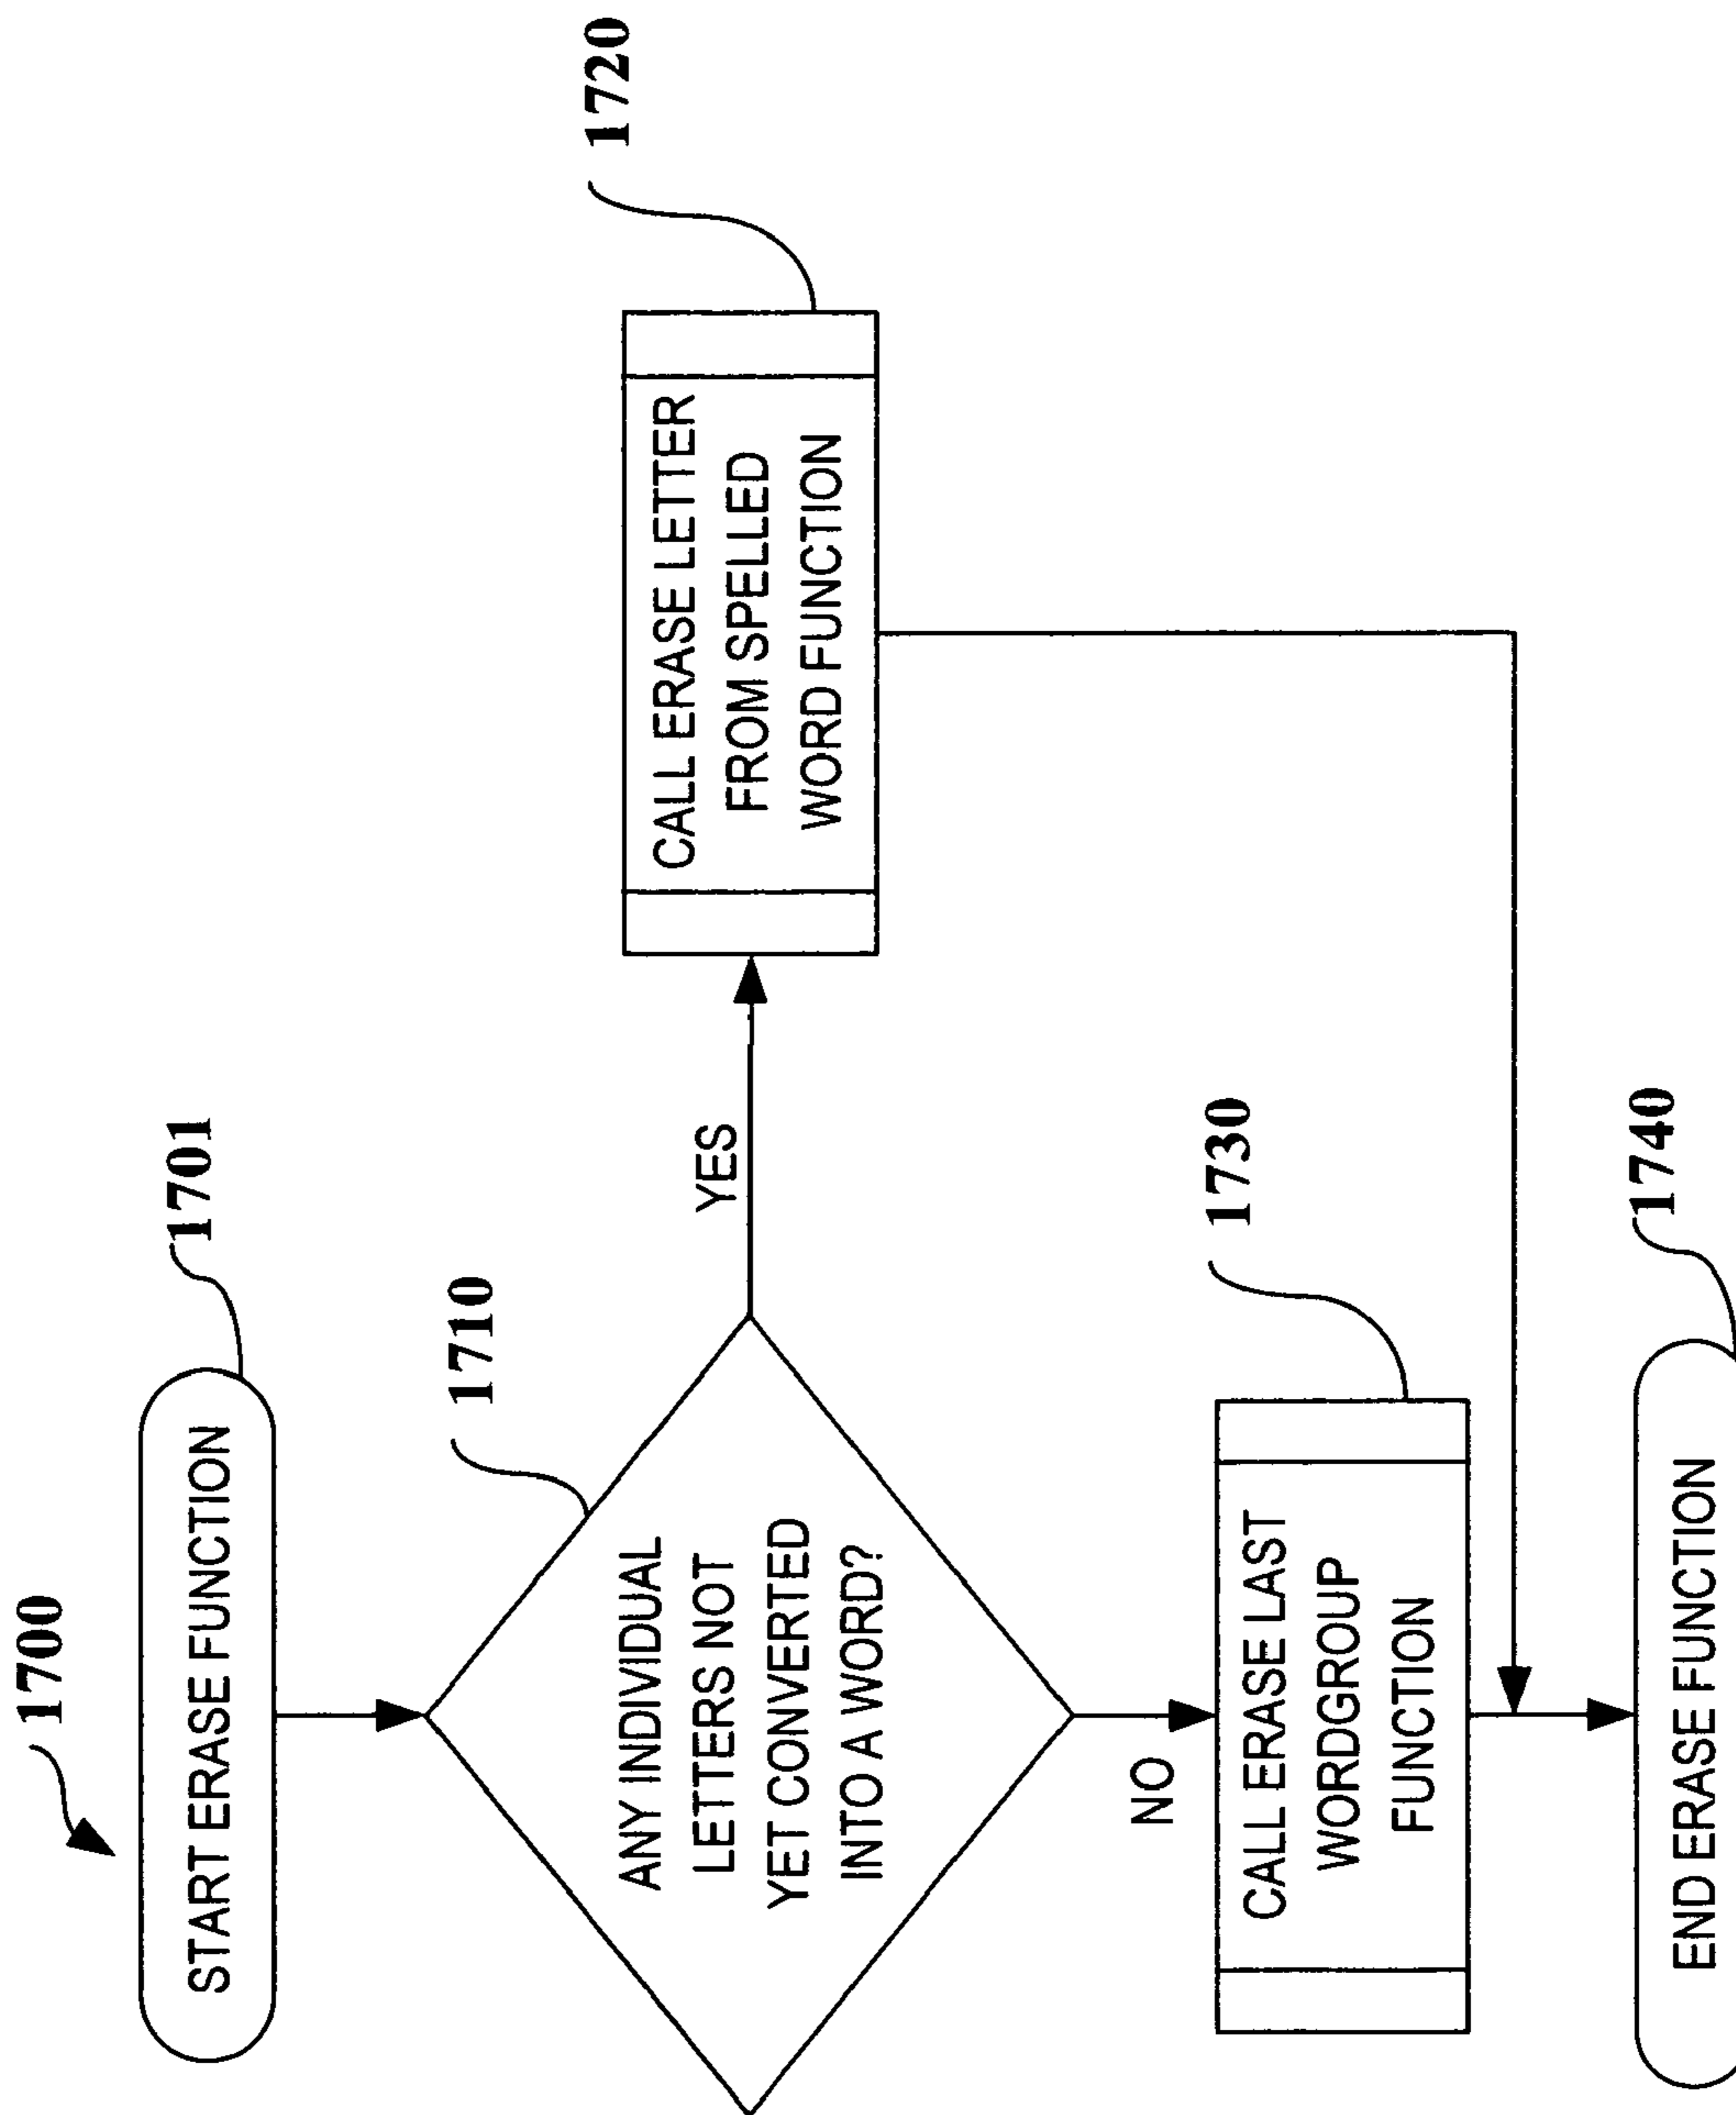 1700
START ERASE FUNCTION
1701
ANY INDIVIDUAL
LETTERS NOT
YET CONVERTED
INTO A WORD?
1710
YES
CALL ERASE LETTER
FROM SPELLED
WORD FUNCTION
1720
NO
CALL ERASE LAST
WORDGROUP
FUNCTION
1730
END ERASE FUNCTION
1740